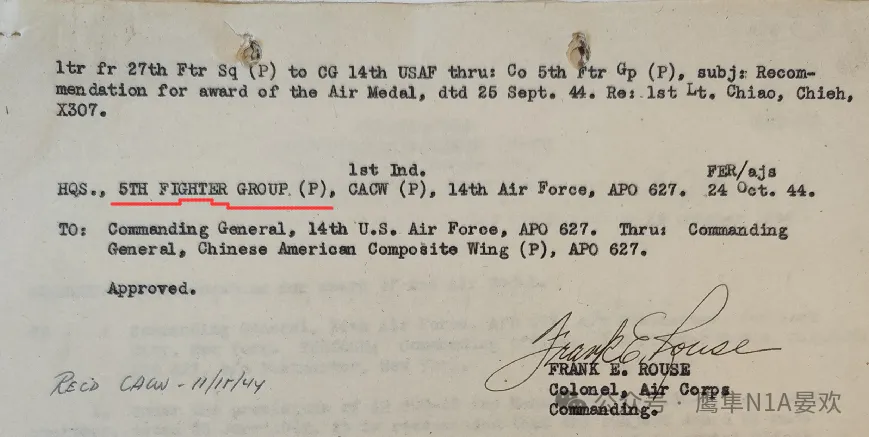 ltr fr 27th Ftr Sq (P) to CG 14th USAF thru: Co 5th Ftr Gp (P), subj: Recom-
mendation for award of the Air Medal, dtd 25 Sept. 44. Re: 1st Lt. Chiao, Chieh,
X307.
1st Ind. FER/ajs
HQS., 5TH FIGHTER GROUP (P), CACW (P), 14th Air Force, APO 627. 24 Oct. 44.
TO: Commanding General, 14th U.S. Air Force, APO 627. Thru: Commanding
General, Chinese American Composite Wing (P), APO 627.
Approved.
Frank E Rouse
FRANK E. ROUSE
Colonel, Air Corps
Commanding.
REC'D CACW - 11/15/44
公众号 · 鹰隼N1A晏欢